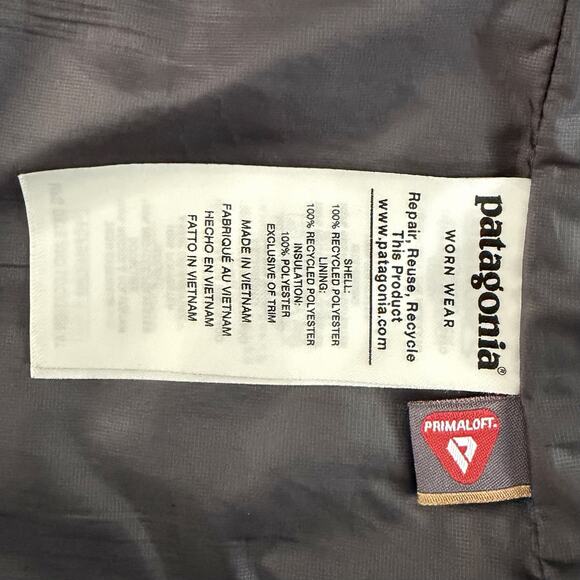 patagonia®
WORN WEAR
Repair, Reuse, Recycle
This Product
www.patagonia.com
SHELL:
100% RECYCLED POLYESTER
LINING:
100% RECYCLED POLYESTER
INSULATION:
100% POLYESTER
EXCLUSIVE OF TRIM
MADE IN VIETNAM
FABRIQUÉ AU VIETNAM
HECHO EN VIETNAM
FATTO IN VIETNAM
PRIMALOFT®